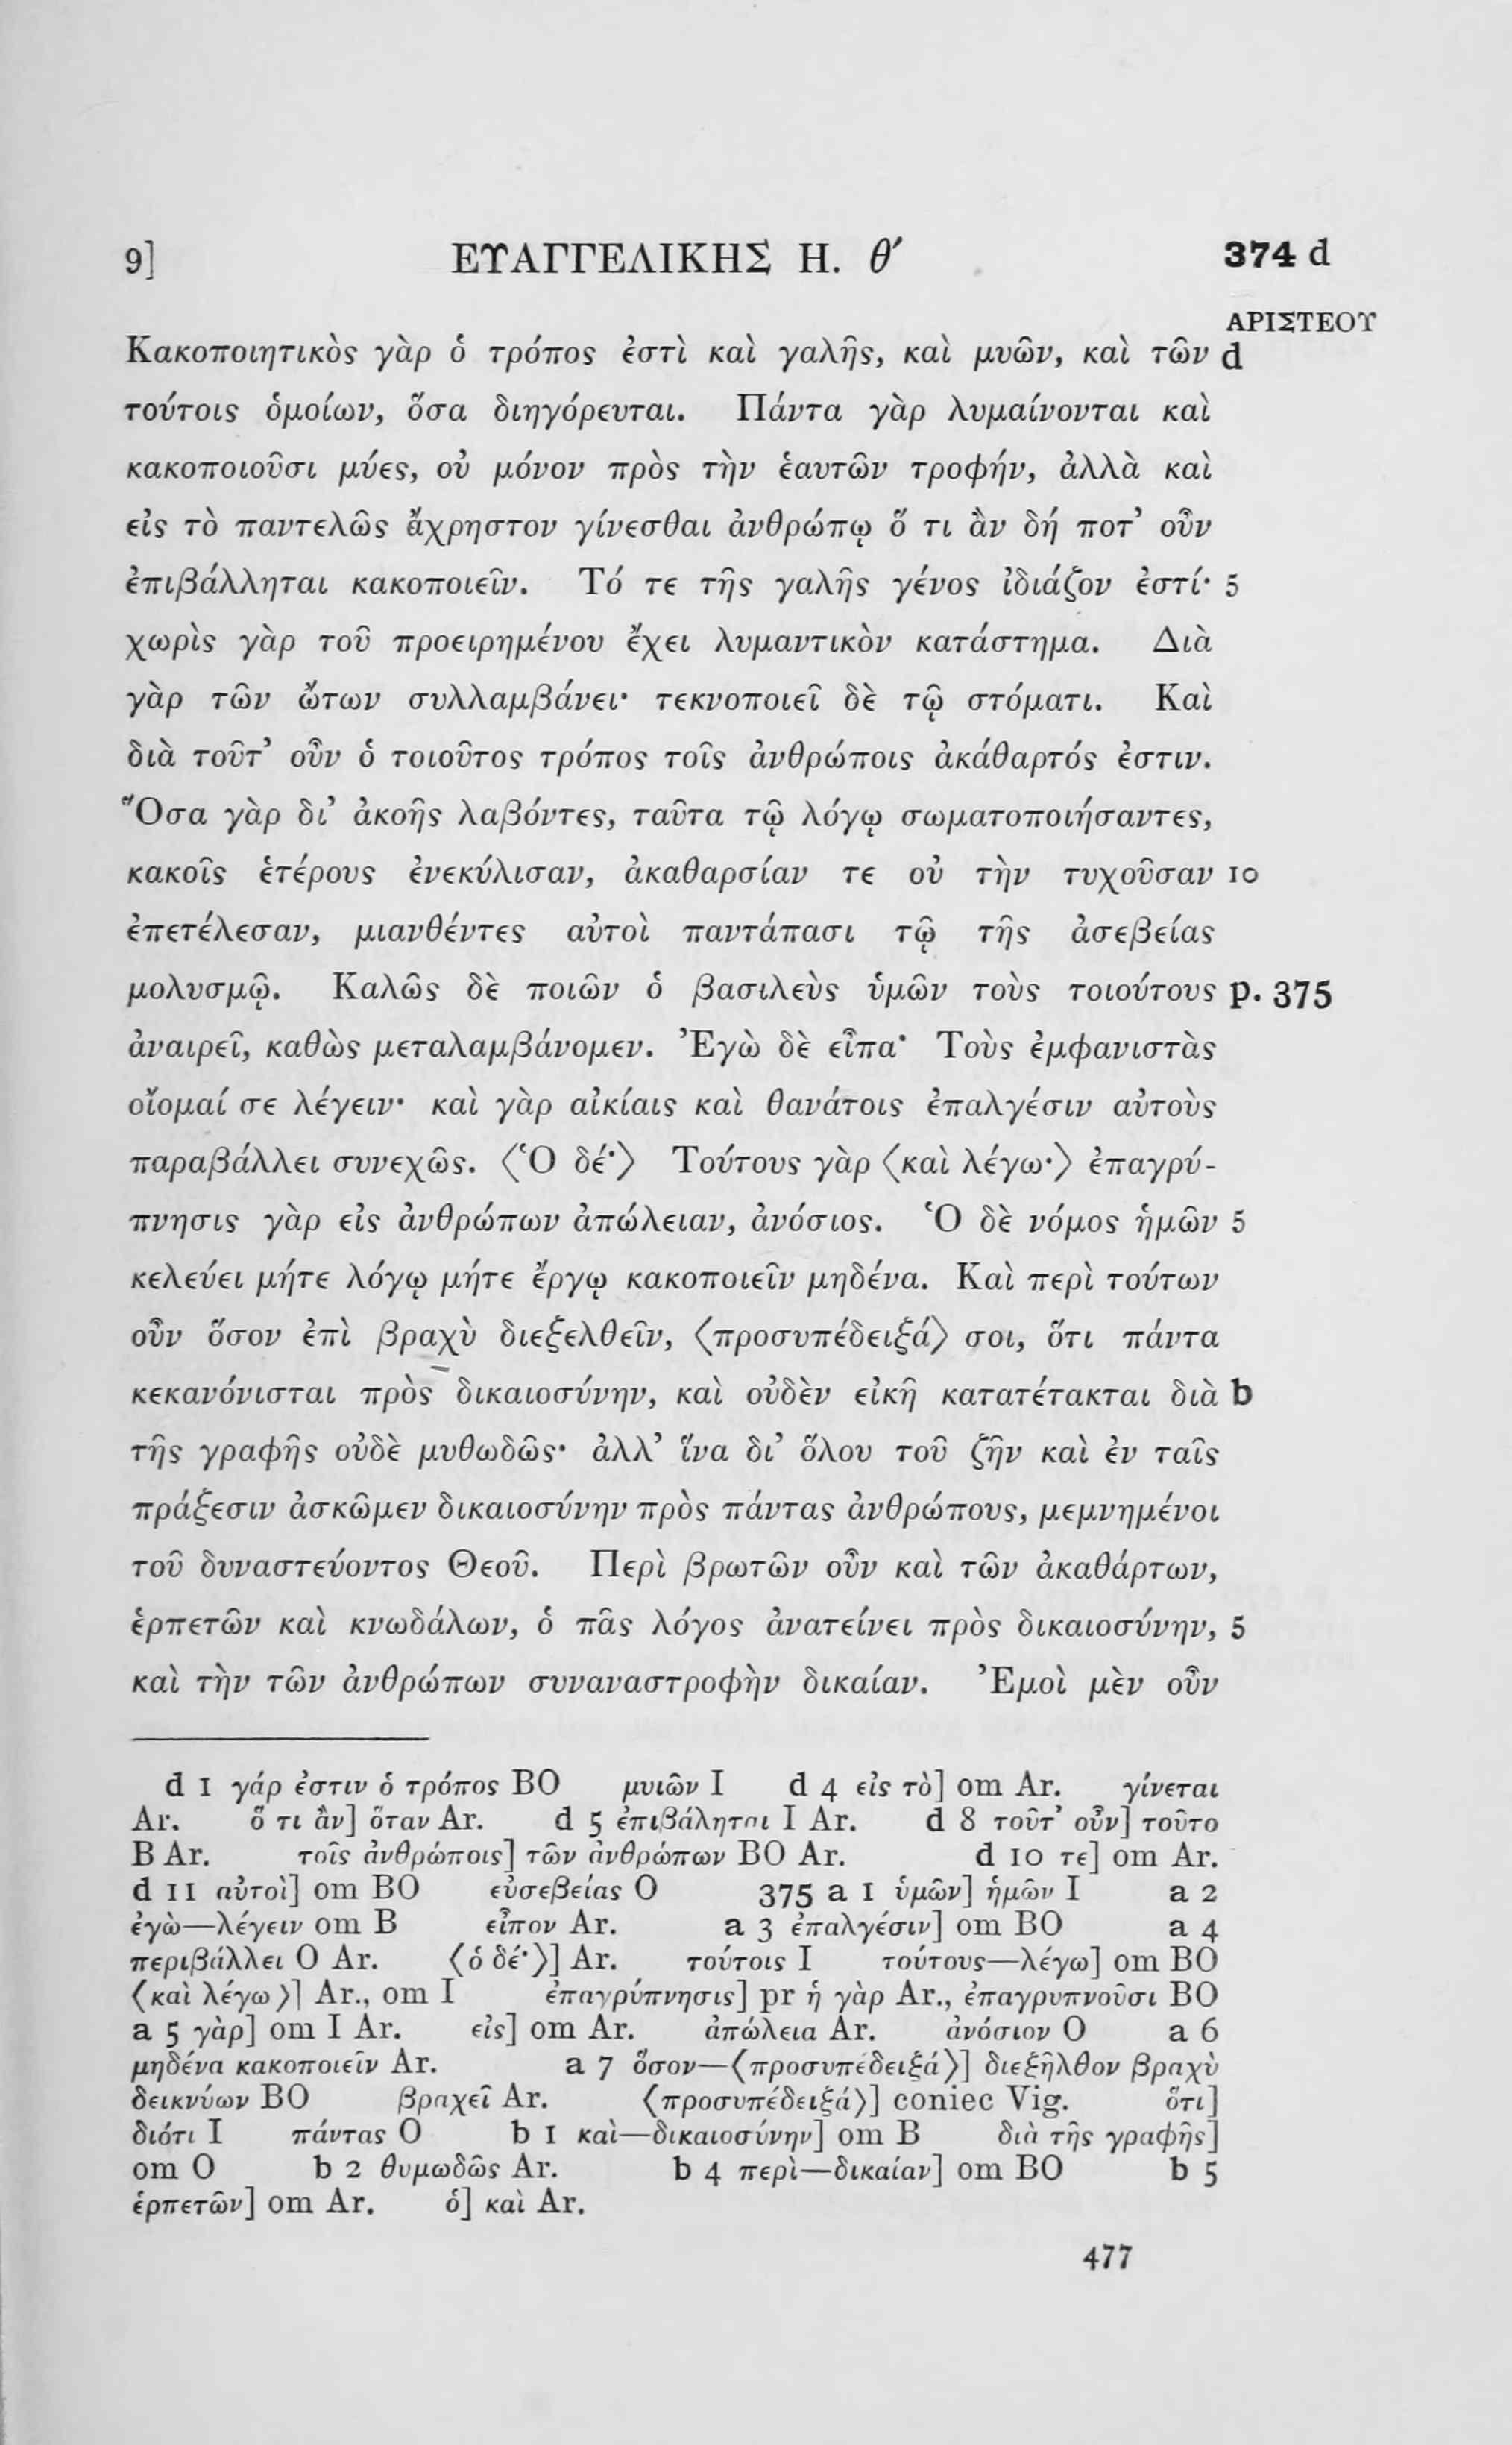 9] ΕΥΑΓΓΕΛΙΚΗΣ Η. θ′ 374 d
ΑΡΙΣΤΕΟΥ
Κακοποιητικὸς γὰρ ὁ τρόπος ἐστὶ καὶ γαλῆς, καὶ μυῶν, καὶ τῶν d
τούτοις ὁμοίων, ὅσα διηγόρευται. Πάντα γὰρ λυμαίνονται καὶ
κακοποιοῦσι μύες, οὐ μόνον πρὸς τὴν ἑαυτῶν τροφήν, ἀλλὰ καὶ
εἰς τὸ παντελῶς ἄχρηστον γίνεσθαι ἀνθρώπῳ ὅ τι ἂν δή ποτ’ οὖν
ἐπιβάλληται κακοποιεῖν. Τό τε τῆς γαλῆς γένος ἰδιάζον ἐστί· 5
χωρὶς γὰρ τοῦ προειρημένου ἔχει λυμαντικὸν κατάστημα. Διὰ
γὰρ τῶν ὤτων συλλαμβάνει· τεκνοποιεῖ δὲ τῷ στόματι. Καὶ
διὰ τοῦτ’ οὖν ὁ τοιοῦτος τρόπος τοῖς ἀνθρώποις ἀκάθαρτός ἐστιν.
Ὅσα γὰρ δι’ ἀκοῆς λαβόντες, ταῦτα τῷ λόγῳ σωματοποιήσαντες,
κακοῖς ἑτέρους ἐνεκύλισαν, ἀκαθαρσίαν τε οὐ τὴν τυχοῦσαν 10
ἐπετέλεσαν, μιανθέντες αὐτοὶ παντάπασι τῷ τῆς ἀσεβείας
μολυσμῷ. Καλῶς δὲ ποιῶν ὁ βασιλεὺς ὑμῶν τοὺς τοιούτους p. 375
ἀναιρεῖ, καθὼς μεταλαμβάνομεν. Ἐγὼ δὲ εἶπα· Τοὺς ἐμφανιστὰς
οἴομαί σε λέγειν· καὶ γὰρ αἰκίαις καὶ θανάτοις ἐπαλγέσιν αὐτοὺς
παραβάλλει συνεχῶς. ⟨Ὁ δέ·⟩ Τούτους γὰρ ⟨καὶ λέγω·⟩ ἐπαγρύ-
πνησις γὰρ εἰς ἀνθρώπων ἀπώλειαν, ἀνόσιος. Ὁ δὲ νόμος ἡμῶν 5
κελεύει μήτε λόγῳ μήτε ἔργῳ κακοποιεῖν μηδένα. Καὶ περὶ τούτων
οὖν ὅσον ἐπὶ βραχὺ διεξελθεῖν, ⟨προσυπέδειξά⟩ σοι, ὅτι πάντα
κεκανόνισται πρὸς δικαιοσύνην, καὶ οὐδὲν εἰκῆ κατατέτακται διὰ b
τῆς γραφῆς οὐδὲ μυθωδῶς· ἀλλ’ ἵνα δι’ ὅλου τοῦ ζῆν καὶ ἐν ταῖς
πράξεσιν ἀσκῶμεν δικαιοσύνην πρὸς πάντας ἀνθρώπους, μεμνημένοι
τοῦ δυναστεύοντος Θεοῦ. Περὶ βρωτῶν οὖν καὶ τῶν ἀκαθάρτων,
ἑρπετῶν καὶ κνωδάλων, ὁ πᾶς λόγος ἀνατείνει πρὸς δικαιοσύνην, 5
καὶ τὴν τῶν ἀνθρώπων συναναστροφὴν δικαίαν. Ἐμοὶ μὲν οὖν
d 1 γάρ ἐστιν ὁ τρόπος BO μυιῶν I d 4 εἰς τὸ] om Ar. γίνεται
Ar. ὅ τι ἂν] ὅταν Ar. d 5 ἐπιβάληται I Ar. d 8 τοῦτ’ οὖν] τοῦτο
B Ar. τοῖς ἀνθρώποις] τῶν ἀνθρώπων BO Ar. d 10 τε] om Ar.
d 11 αὐτοὶ] om BO εὐσεβείας O 375 a 1 ὑμῶν] ἡμῶν I a 2
ἐγὼ—λέγειν om B εἶπον Ar. a 3 ἐπαλγέσιν] om BO a 4
περιβάλλει O Ar. ⟨ὁ δέ·⟩] Ar. τούτοις I τούτους—λέγω] om BO
⟨καὶ λέγω⟩] Ar., om I ἐπαγρύπνησις] pr ἡ γὰρ Ar., ἐπαγρυπνοῦσι BO
a 5 γὰρ] om I Ar. εἰς] om Ar. ἀπώλεια Ar. ἀνόσιον O a 6
μηδένα κακοποιεῖν Ar. a 7 ὅσον—⟨προσυπέδειξά⟩] διεξῆλθον βραχὺ
δεικνύων BO βραχεῖ Ar. ⟨προσυπέδειξά⟩] coniec Vig. ὅτι]
διότι I πάντας O b 1 καὶ—δικαιοσύνην] om B διὰ τῆς γραφῆς]
om O b 2 θυμωδῶς Ar. b 4 περὶ—δικαίαν] om BO b 5
ἑρπετῶν] om Ar. ὁ] καὶ Ar.
477